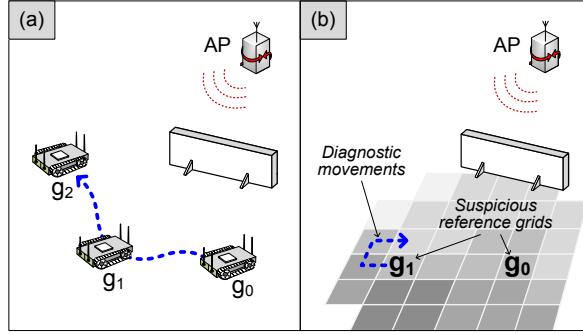 (a)
AP
g2
g1
g0
(b)
AP
Diagnostic
movements
Suspicious
reference grids
g1
g0